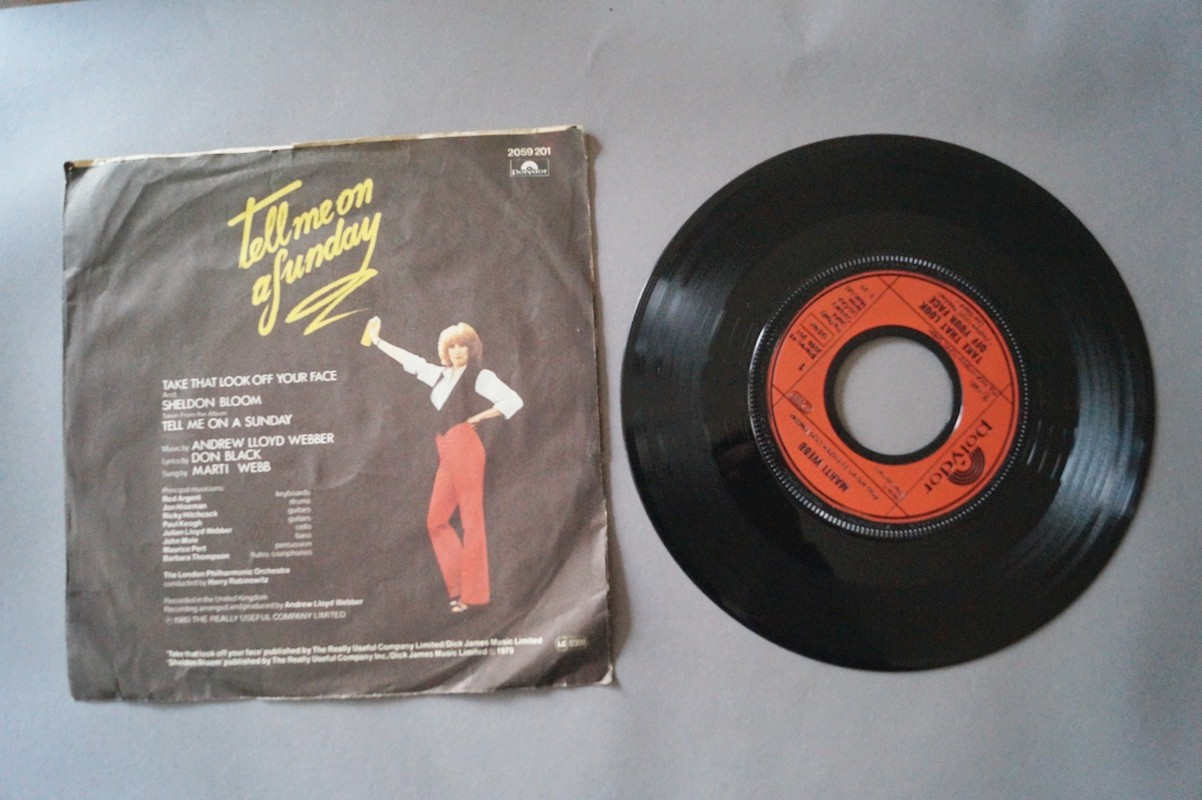 2059 201
Polydor
Tell me on
a Sunday
TAKE THAT LOOK OFF YOUR FACE
And
SHELDON BLOOM
Taken From the Album
TELL ME ON A SUNDAY
Music by ANDREW LLOYD WEBBER
Lyrics by DON BLACK
Sung by MARTI WEBB
Principal musicians:
Rod Argent keyboards
Jon Hiseman drums
Ricky Hitchcock guitars
Paul Keogh guitars
Julian Lloyd Webber cello
John Mole bass
Maurice Pert percussion
Barbara Thompson flutes, saxophones
The London Philharmonic Orchestra
conducted by Harry Rabinowitz
Recorded in the United Kingdom
Recording arranged and produced by Andrew Lloyd Webber
℗ 1980 THE REALLY USEFUL COMPANY LIMITED
'Take that look off your face' published by The Really Useful Company Limited/Dick James Music Limited
'Sheldon Bloom' published by The Really Useful Company Inc./Dick James Music Limited © 1979
Polydor
MARTI WEBB
1
TAKE THAT LOOK
OFF YOUR FACE